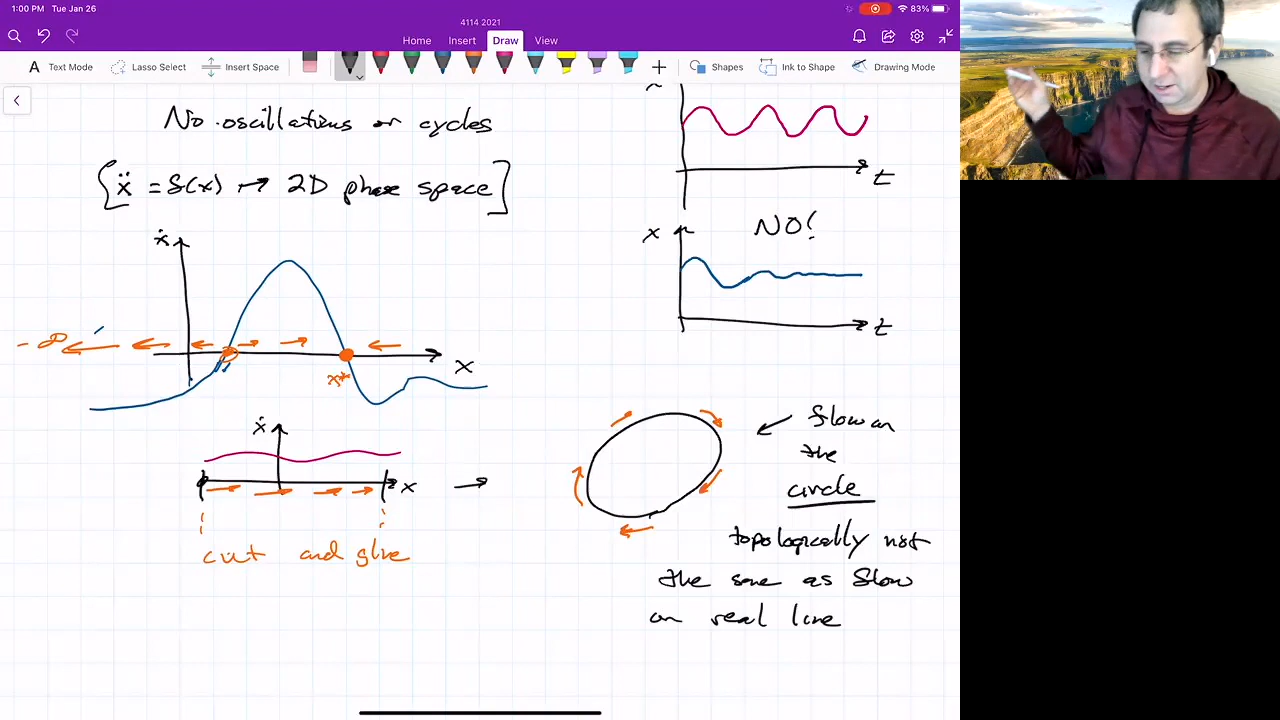 1:00 PM Tue Jan 26
83%
4114 2021
Home Insert Draw View
Text Mode Lasso Select Insert Space Shapes Ink to Shape Drawing Mode
No oscillations or cycles
[ẍ = f(x) → 2D phase space]
t
NO!
x
t
ẋ
-∞
x*
x
ẋ
x
cut and glue
flow on
the
circle
topologically not
the same as flow
on real line